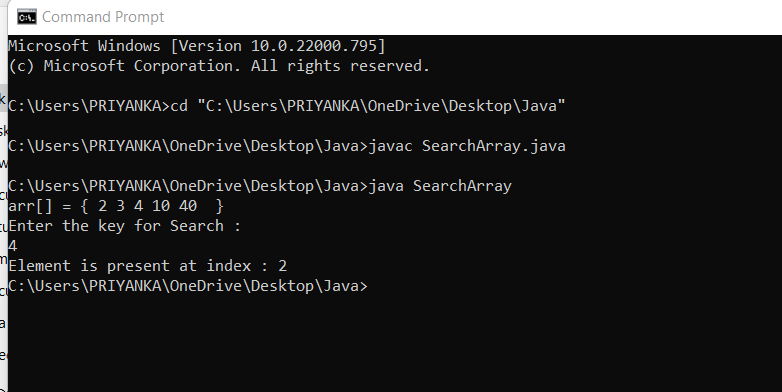 Command Prompt
Microsoft Windows [Version 10.0.22000.795]
(c) Microsoft Corporation. All rights reserved.
C:\Users\PRIYANKA>cd "C:\Users\PRIYANKA\OneDrive\Desktop\Java"
C:\Users\PRIYANKA\OneDrive\Desktop\Java>javac SearchArray.java
C:\Users\PRIYANKA\OneDrive\Desktop\Java>java SearchArray
arr[] = { 2 3 4 10 40  }
Enter the key for Search :
4
Element is present at index : 2
C:\Users\PRIYANKA\OneDrive\Desktop\Java>